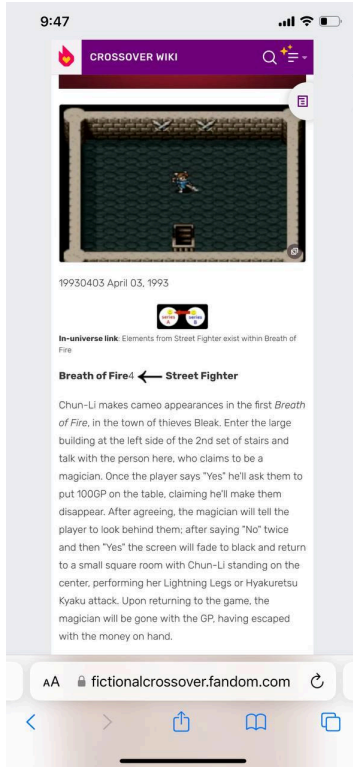 9:47
CROSSOVER WIKI
19930403 April 03, 1993
In-universe link: Elements from Street Fighter exist within Breath of
Fire
Breath of Fire4 ← Street Fighter
Chun-Li makes cameo appearances in the first Breath
of Fire, in the town of thieves Bleak. Enter the large
building at the left side of the 2nd set of stairs and
talk with the person here, who claims to be a
magician. Once the player says "Yes" he'll ask them to
put 100GP on the table, claiming he'll make them
disappear. After agreeing, the magician will tell the
player to look behind them; after saying "No" twice
and then "Yes" the screen will fade to black and return
to a small square room with Chun-Li standing on the
center, performing her Lightning Legs or Hyakuretsu
Kyaku attack. Upon returning to the game, the
magician will be gone with the GP, having escaped
with the money on hand.
AA fictionalcrossover.fandom.com